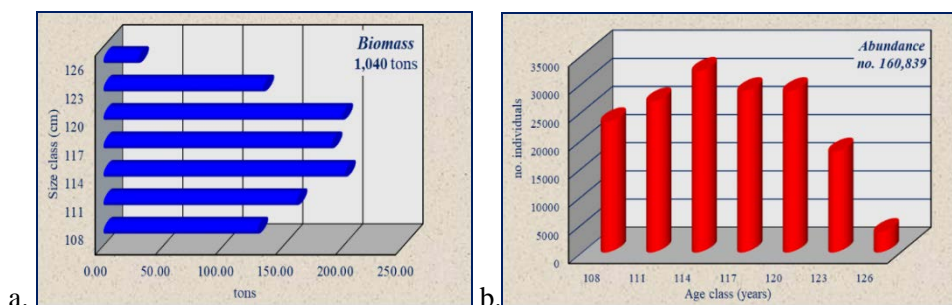 Biomass
1,040 tons
Size class (cm)
126
123
120
117
114
111
108
0.00 50.00 100.00 150.00 200.00 250.00
tons
a.
Abundance
no. 160,839
no. individuals
35000
30000
25000
20000
15000
10000
5000
0
108 111 114 117 120 123 126
Age class (years)
b.